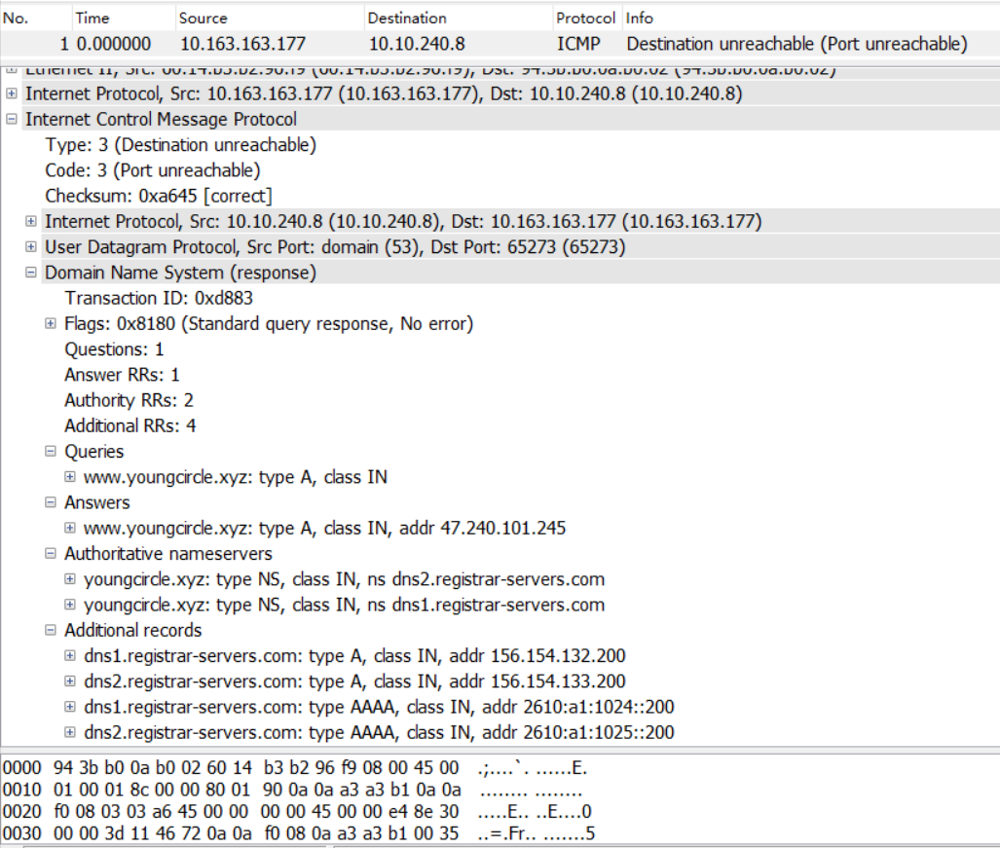 No. Time Source Destination Protocol Info
1 0.000000 10.163.163.177 10.10.240.8 ICMP Destination unreachable (Port unreachable)
Ethernet II, Src: 60:14:b3:b2:96:f9 (60:14:b3:b2:96:f9), Dst: 94:3b:b0:0a:b0:02 (94:3b:b0:0a:b0:02)
Internet Protocol, Src: 10.163.163.177 (10.163.163.177), Dst: 10.10.240.8 (10.10.240.8)
Internet Control Message Protocol
Type: 3 (Destination unreachable)
Code: 3 (Port unreachable)
Checksum: 0xa645 [correct]
Internet Protocol, Src: 10.10.240.8 (10.10.240.8), Dst: 10.163.163.177 (10.163.163.177)
User Datagram Protocol, Src Port: domain (53), Dst Port: 65273 (65273)
Domain Name System (response)
Transaction ID: 0xd883
Flags: 0x8180 (Standard query response, No error)
Questions: 1
Answer RRs: 1
Authority RRs: 2
Additional RRs: 4
Queries
www.youngcircle.xyz: type A, class IN
Answers
www.youngcircle.xyz: type A, class IN, addr 47.240.101.245
Authoritative nameservers
youngcircle.xyz: type NS, class IN, ns dns2.registrar-servers.com
youngcircle.xyz: type NS, class IN, ns dns1.registrar-servers.com
Additional records
dns1.registrar-servers.com: type A, class IN, addr 156.154.132.200
dns2.registrar-servers.com: type A, class IN, addr 156.154.133.200
dns1.registrar-servers.com: type AAAA, class IN, addr 2610:a1:1024::200
dns2.registrar-servers.com: type AAAA, class IN, addr 2610:a1:1025::200
0000 94 3b b0 0a b0 02 60 14 b3 b2 96 f9 08 00 45 00 .;....`. ......E.
0010 01 00 01 8c 00 00 80 01 90 0a 0a a3 a3 b1 0a 0a ........ ........
0020 f0 08 03 03 a6 45 00 00 00 00 45 00 00 e4 8e 30 .....E.. ..E....0
0030 00 00 3d 11 46 72 0a 0a f0 08 0a a3 a3 b1 00 35 ..=.Fr.. .......5